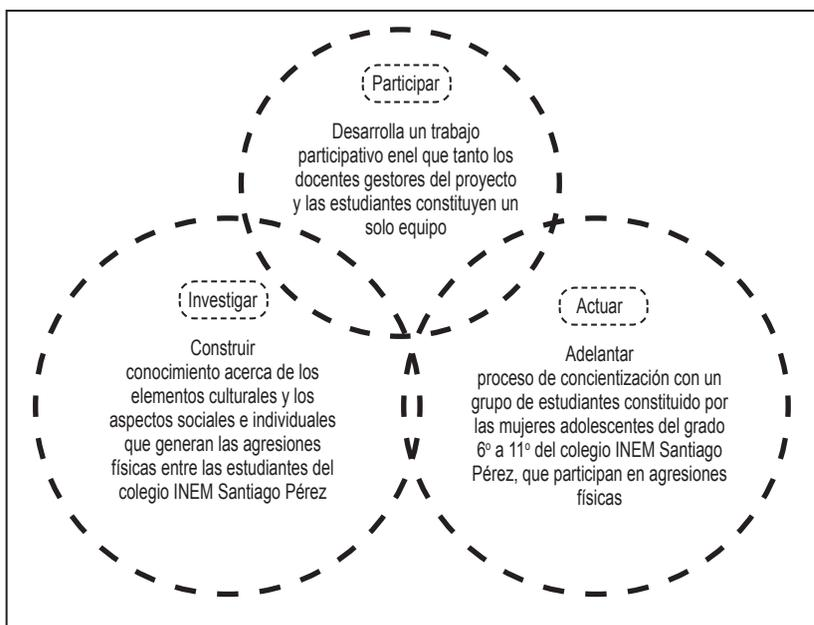 Participar
Desarrolla un trabajo
participativo enel que tanto los
docentes gestores del proyecto
y las estudiantes constituyen un
solo equipo
Investigar
Construir
conocimiento acerca de los
elementos culturales y los
aspectos sociales e individuales
que generan las agresiones
físicas entre las estudiantes del
colegio INEM Santiago Pérez
Actuar
Adelantar
proceso de concientización con un
grupo de estudiantes constituido por
las mujeres adolescentes del grado
6º a 11º del colegio INEM Santiago
Pérez, que participan en agresiones
físicas